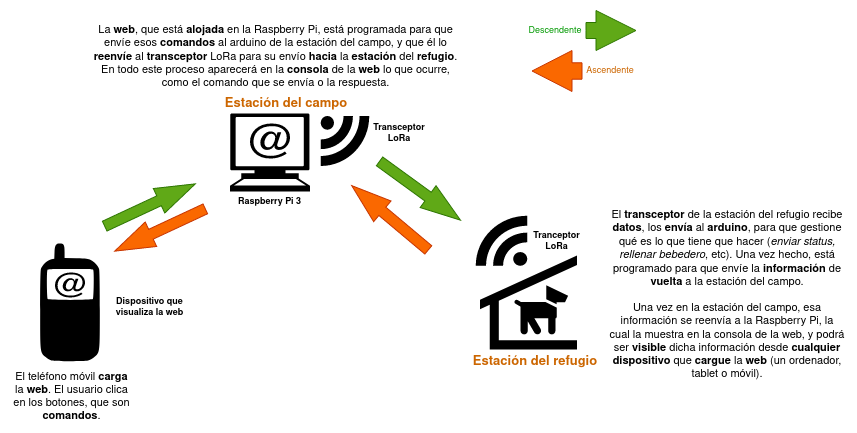 La web, que está alojada en la Raspberry Pi, está programada para que
envíe esos comandos al arduino de la estación del campo, y que él lo
reenvíe al transceptor LoRa para su envío hacia la estación del refugio.
En todo este proceso aparecerá en la consola de la web lo que ocurre,
como el comando que se envía o la respuesta.
Descendente
Ascendente
Estación del campo
@
Transceptor
LoRa
Raspberry Pi 3
@
Dispositivo que
visualiza la web
El teléfono móvil carga
la web. El usuario clica
en los botones, que son
comandos.
Tranceptor
LoRa
Estación del refugio
El transceptor de la estación del refugio recibe
datos, los envía al arduino, para que gestione
qué es lo que tiene que hacer (enviar status,
rellenar bebedero, etc). Una vez hecho, está
programado para que envíe la información de
vuelta a la estación del campo.
Una vez en la estación del campo, esa
información se reenvía a la Raspberry Pi, la
cual la muestra en la consola de la web, y podrá
ser visible dicha información desde cualquier
dispositivo que cargue la web (un ordenador,
tablet o móvil).